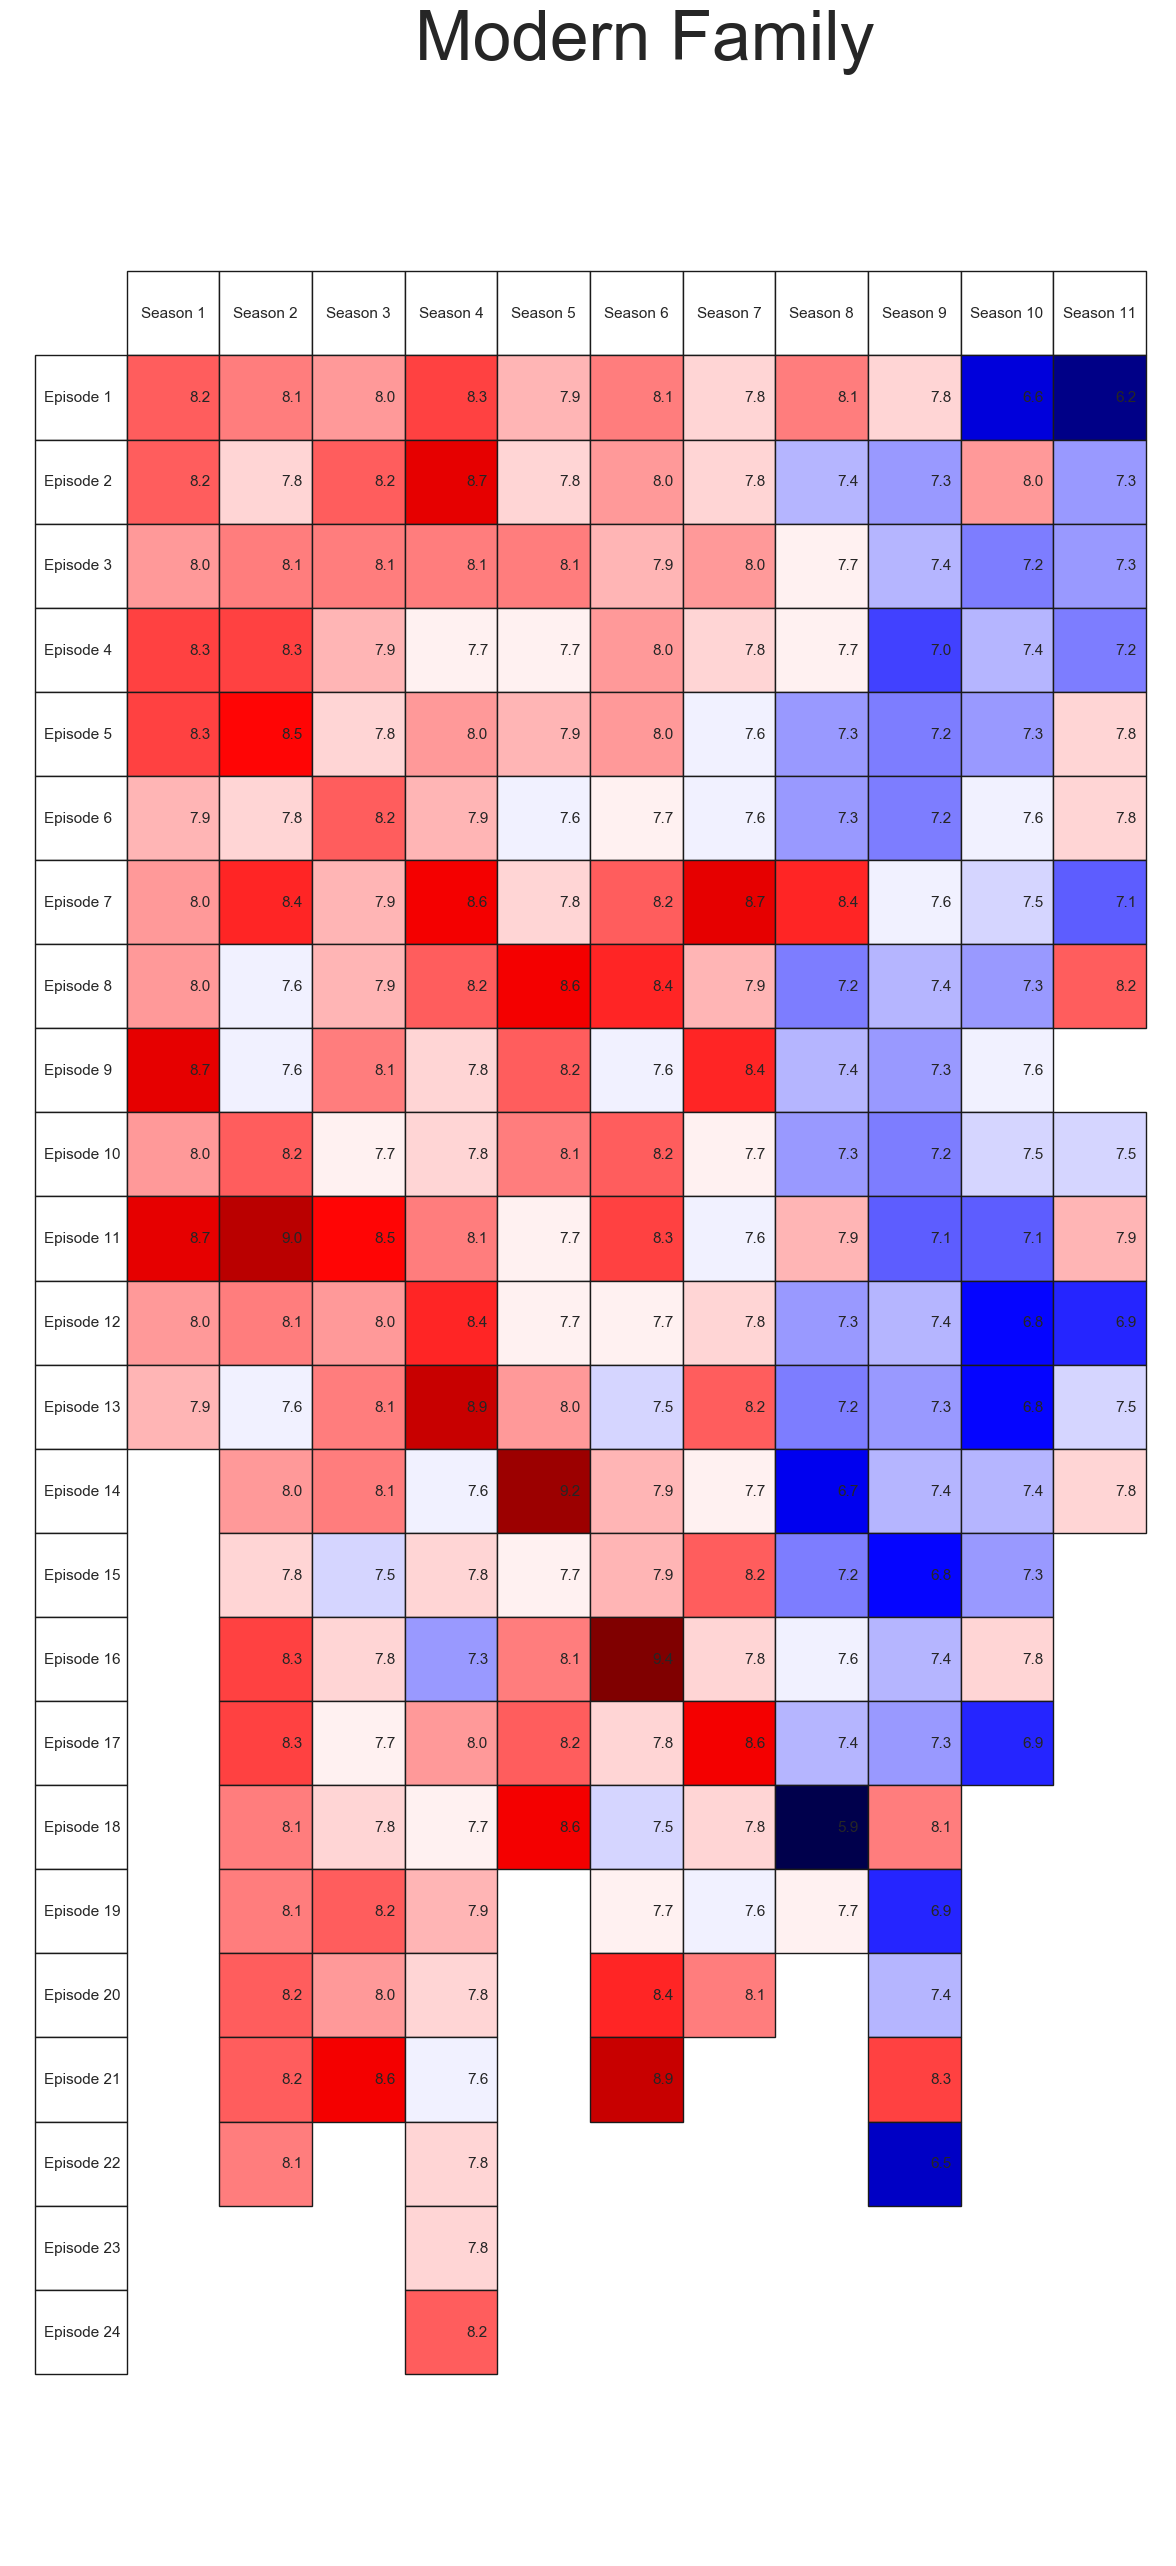 Modern Family
Season 1 Season 2 Season 3 Season 4 Season 5 Season 6 Season 7 Season 8 Season 9 Season 10 Season 11
Episode 1 8.2 8.1 8.0 8.3 7.9 8.1 7.8 8.1 7.8 6.6 6.2
Episode 2 8.2 7.8 8.2 8.7 7.8 8.0 7.8 7.4 7.3 8.0 7.3
Episode 3 8.0 8.1 8.1 8.1 8.1 7.9 8.0 7.7 7.4 7.2 7.3
Episode 4 8.3 8.3 7.9 7.7 7.7 8.0 7.8 7.7 7.0 7.4 7.2
Episode 5 8.3 8.5 7.8 8.0 7.9 8.0 7.6 7.3 7.2 7.3 7.8
Episode 6 7.9 7.8 8.2 7.9 7.6 7.7 7.6 7.3 7.2 7.6 7.8
Episode 7 8.0 8.4 7.9 8.6 7.8 8.2 8.7 8.4 7.6 7.5 7.1
Episode 8 8.0 7.6 7.9 8.2 8.6 8.4 7.9 7.2 7.4 7.3 8.2
Episode 9 8.7 7.6 8.1 7.8 8.2 7.6 8.4 7.4 7.3 7.6
Episode 10 8.0 8.2 7.7 7.8 8.1 8.2 7.7 7.3 7.2 7.5 7.5
Episode 11 8.7 9.0 8.5 8.1 7.7 8.3 7.6 7.9 7.1 7.1 7.9
Episode 12 8.0 8.1 8.0 8.4 7.7 7.7 7.8 7.3 7.4 6.8 6.9
Episode 13 7.9 7.6 8.1 8.9 8.0 7.5 8.2 7.2 7.3 6.8 7.5
Episode 14 8.0 8.1 7.6 9.2 7.9 7.7 6.7 7.4 7.4 7.8
Episode 15 7.8 7.5 7.8 7.7 7.9 8.2 7.2 6.8 7.3
Episode 16 8.3 7.8 7.3 8.1 9.4 7.8 7.6 7.4 7.8
Episode 17 8.3 7.7 8.0 8.2 7.8 8.6 7.4 7.3 6.9
Episode 18 8.1 7.8 7.7 8.6 7.5 7.8 5.9 8.1
Episode 19 8.1 8.2 7.9 7.7 7.6 7.7 6.9
Episode 20 8.2 8.0 7.8 8.4 8.1 7.4
Episode 21 8.2 8.6 7.6 8.9 8.3
Episode 22 8.1 7.8 6.5
Episode 23 7.8
Episode 24 8.2